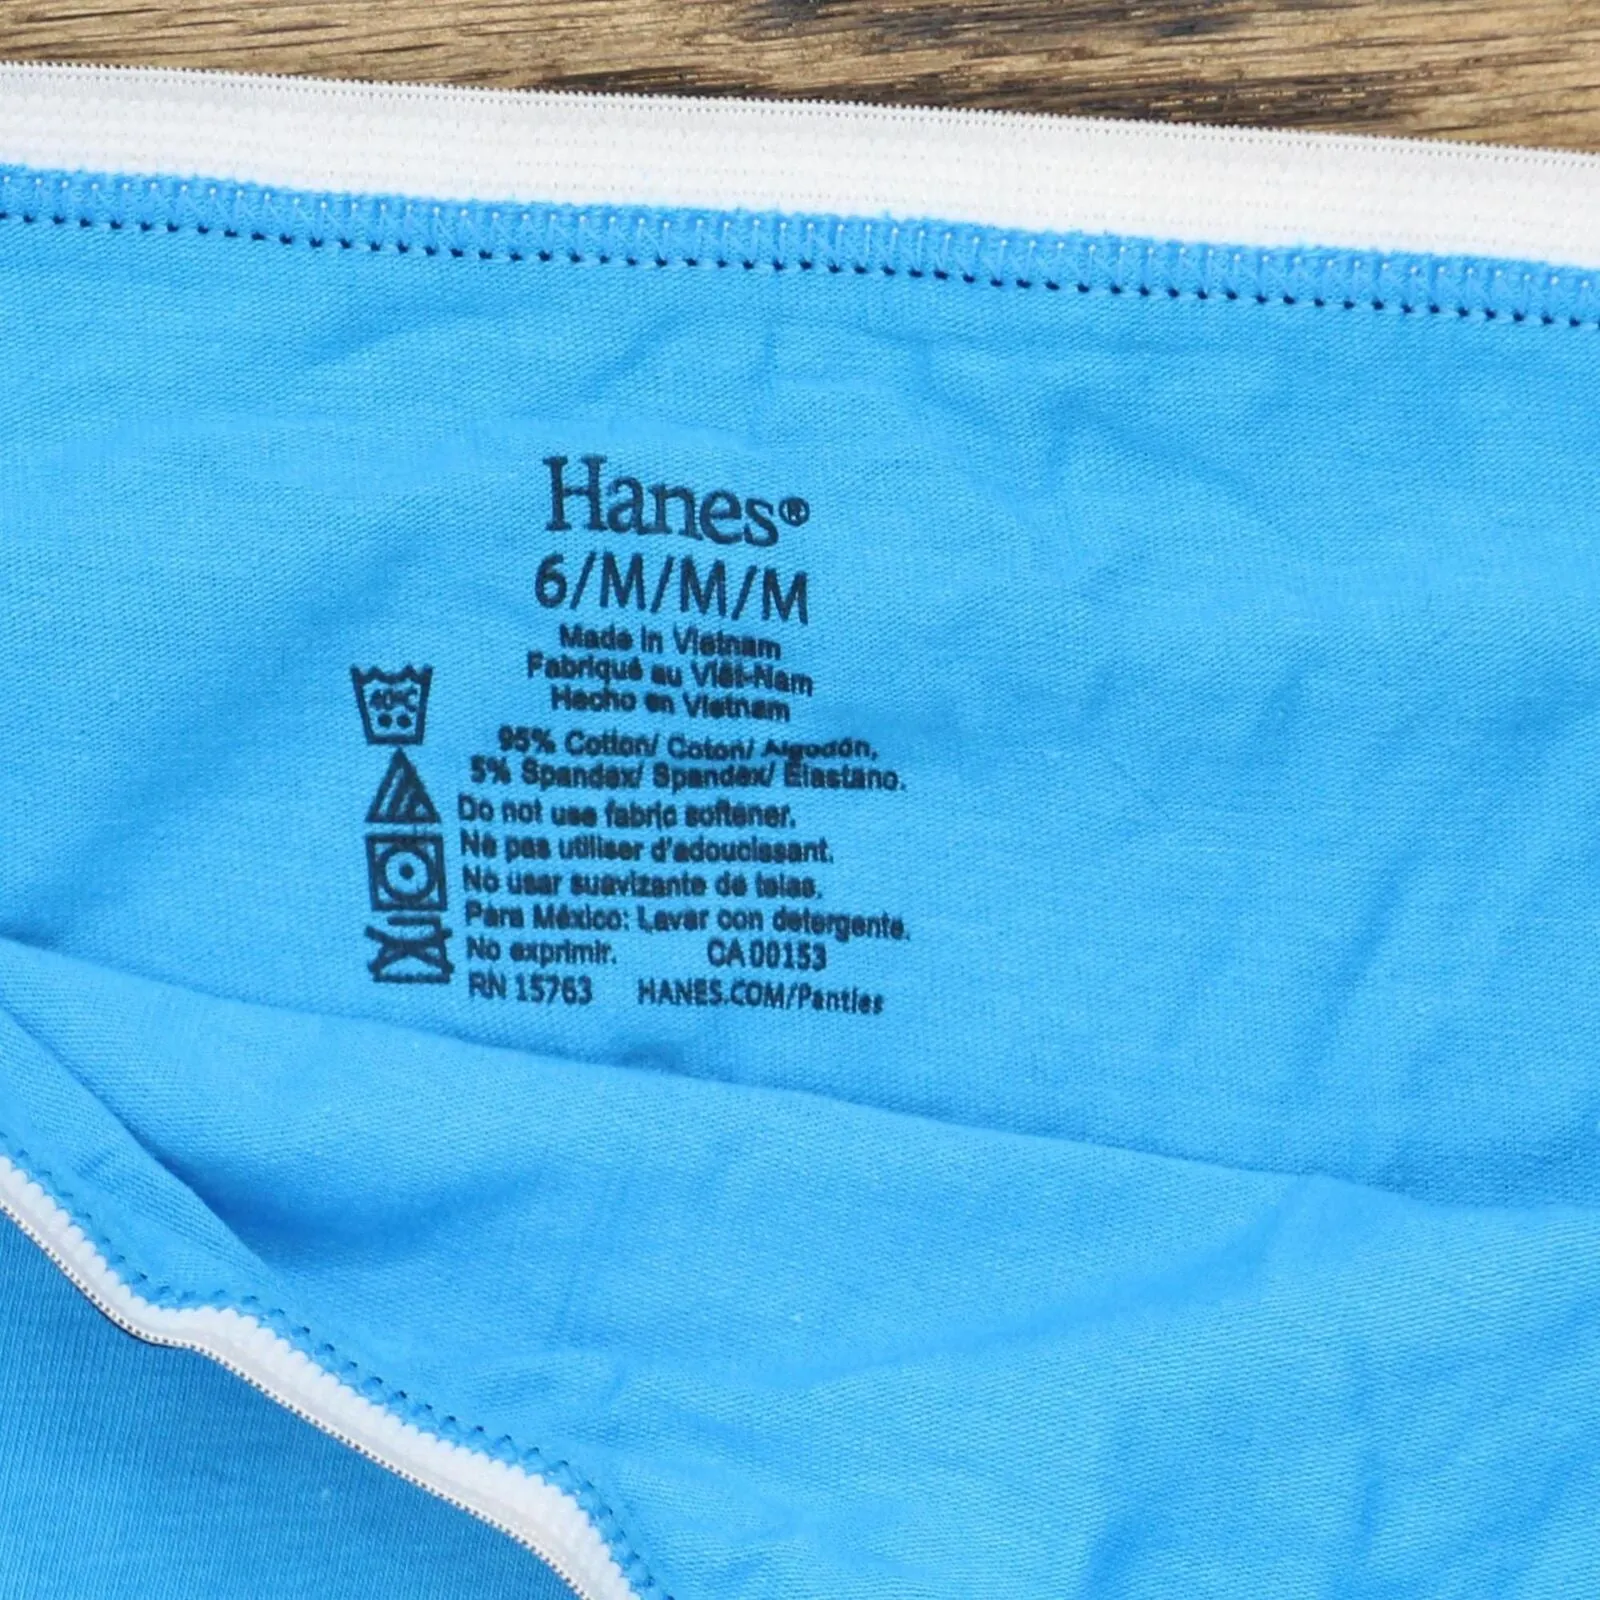 Hanes®
6/M/M/M
Made in Vietnam
Fabriqué au Viêt-Nam
Hecho en Vietnam
40°C
95% Cotton/ Coton/ Algodón,
5% Spandex/ Spandex/ Elastano.
Do not use fabric softener.
Ne pas utiliser d'adoucissant.
No usar suavizante de telas.
Para México: Lavar con detergente.
No exprimir. CA 00153
RN 15763 HANES.COM/Panties